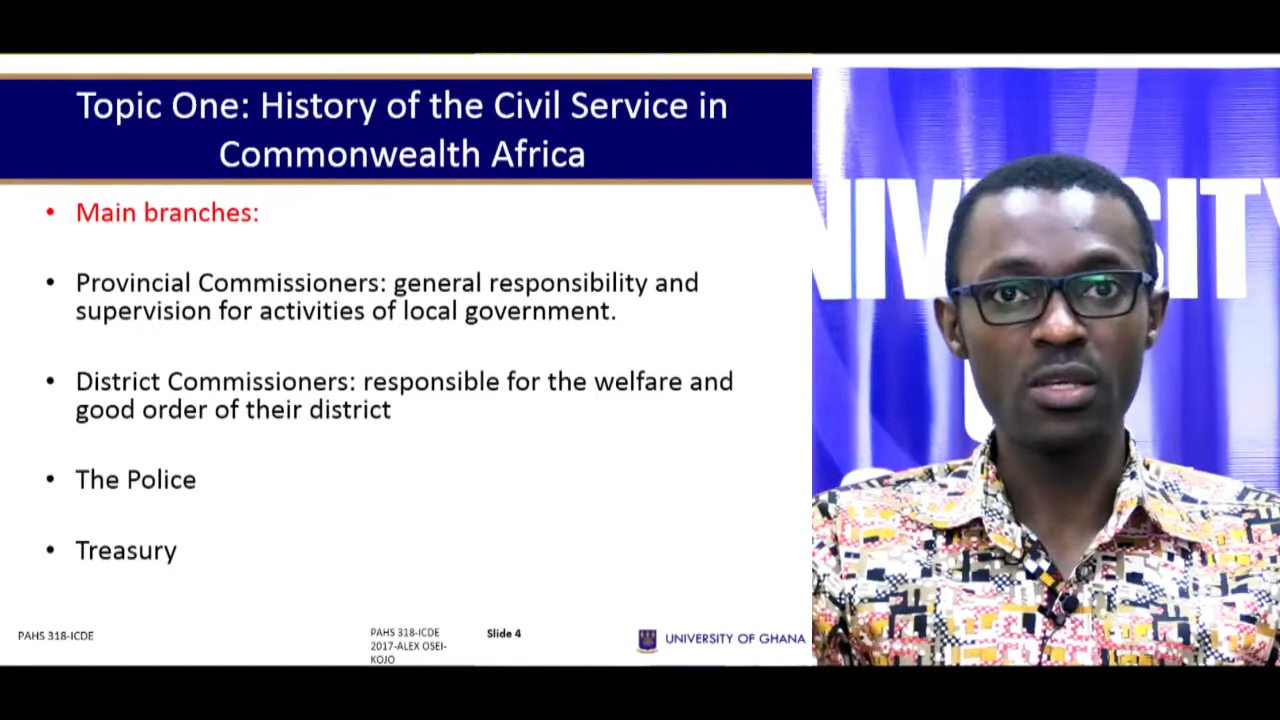 Topic One: History of the Civil Service in
Commonwealth Africa
• Main branches:
• Provincial Commissioners: general responsibility and
supervision for activities of local government.
• District Commissioners: responsible for the welfare and
good order of their district
• The Police
• Treasury
PAHS 318-ICDE
PAHS 318-ICDE
2017-ALEX OSEI-
KOJO
Slide 4
UNIVERSITY OF GHANA